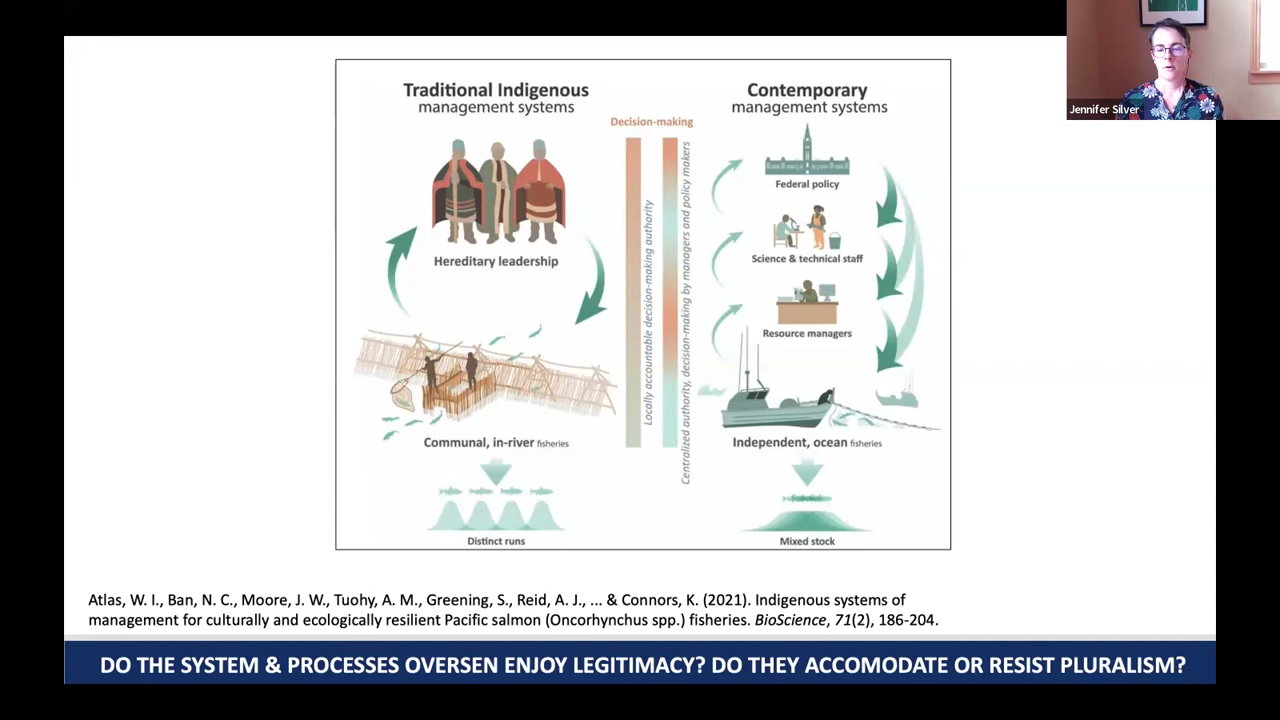 Jennifer Silver
Traditional Indigenous
management systems
Contemporary
management systems
Decision-making
Locally accountable decision-making authority
Centralized authority, decision-making by managers and policy makers
Hereditary leadership
Communal, in-river fisheries
Distinct runs
Federal policy
Science & technical staff
Resource managers
Independent, ocean fisheries
Mixed stock
Atlas, W. I., Ban, N. C., Moore, J. W., Tuohy, A. M., Greening, S., Reid, A. J., ... & Connors, K. (2021). Indigenous systems of
management for culturally and ecologically resilient Pacific salmon (Oncorhynchus spp.) fisheries. BioScience, 71(2), 186-204.
DO THE SYSTEM & PROCESSES OVERSEN ENJOY LEGITIMACY? DO THEY ACCOMODATE OR RESIST PLURALISM?